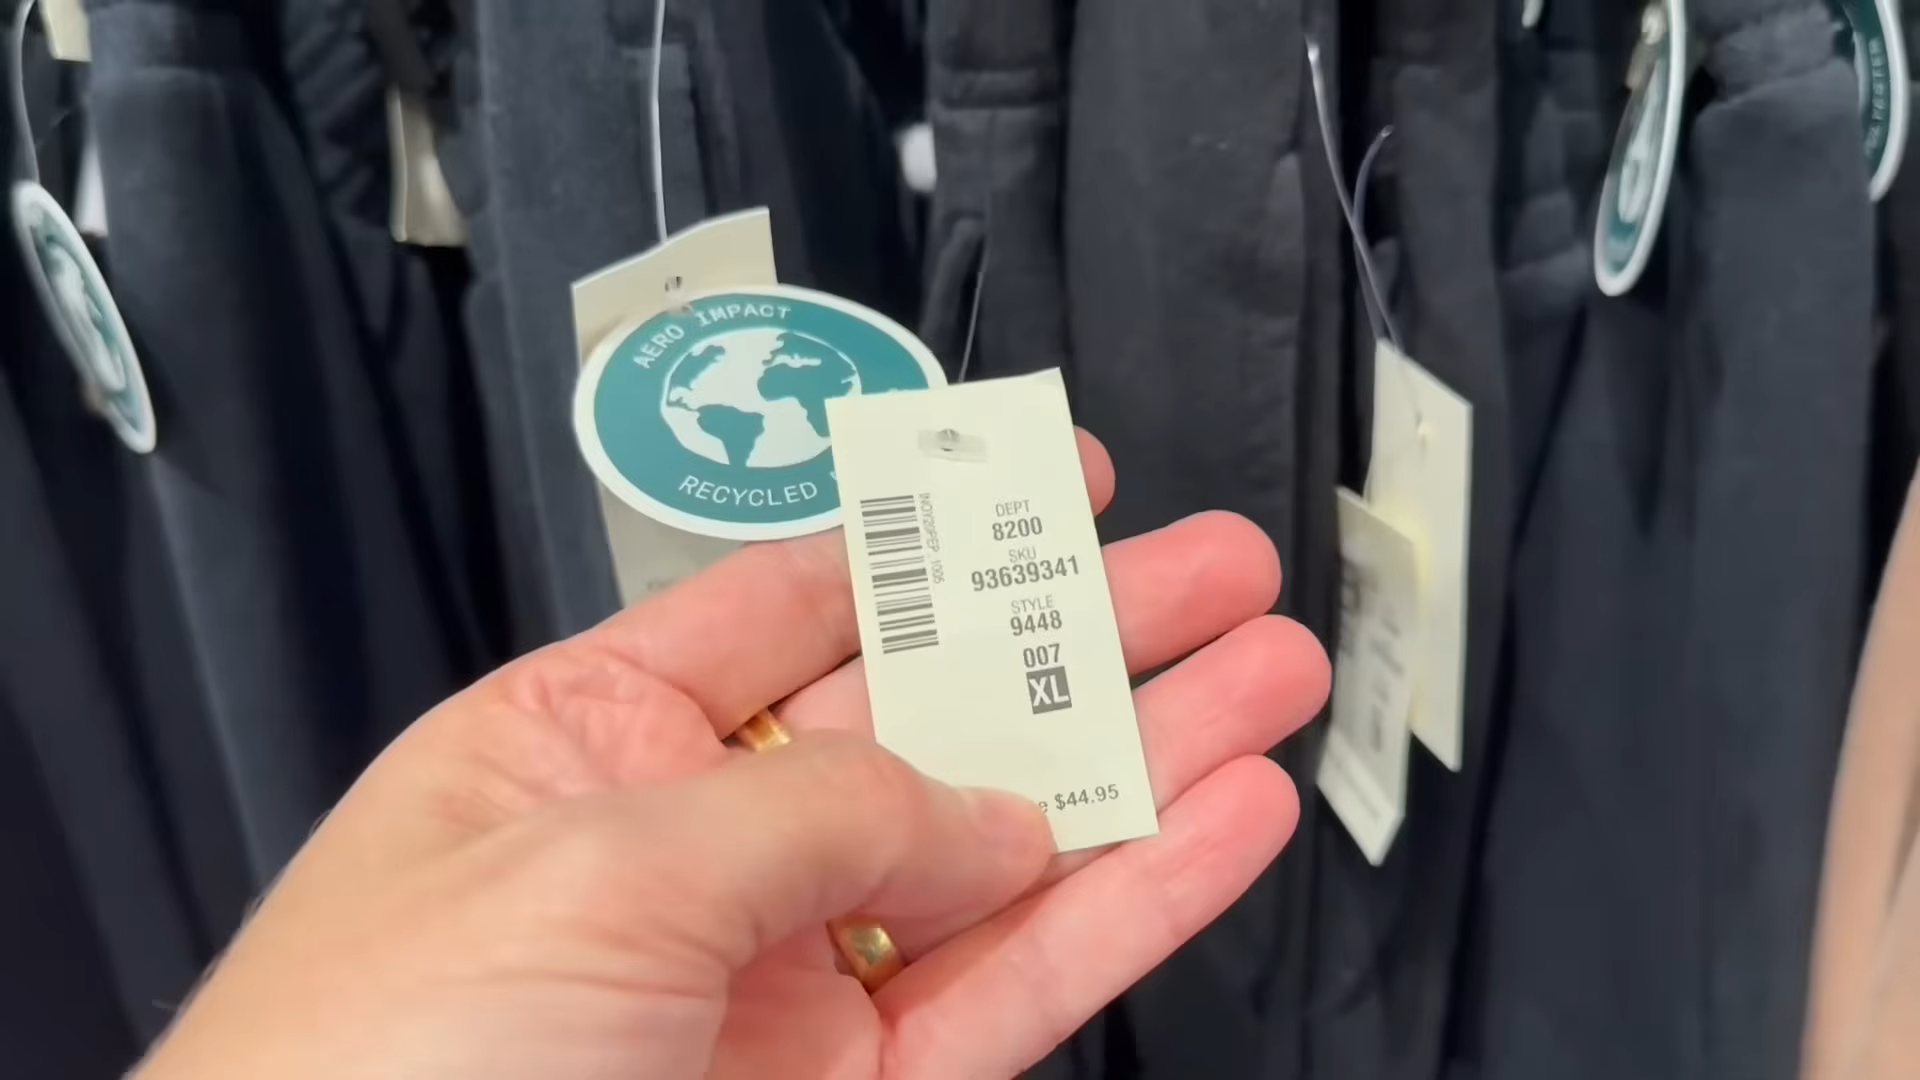 AERO IMPACT
RECYCLED
DEPT
8200
SKU
93639341
STYLE
9448
007
XL
$44.95